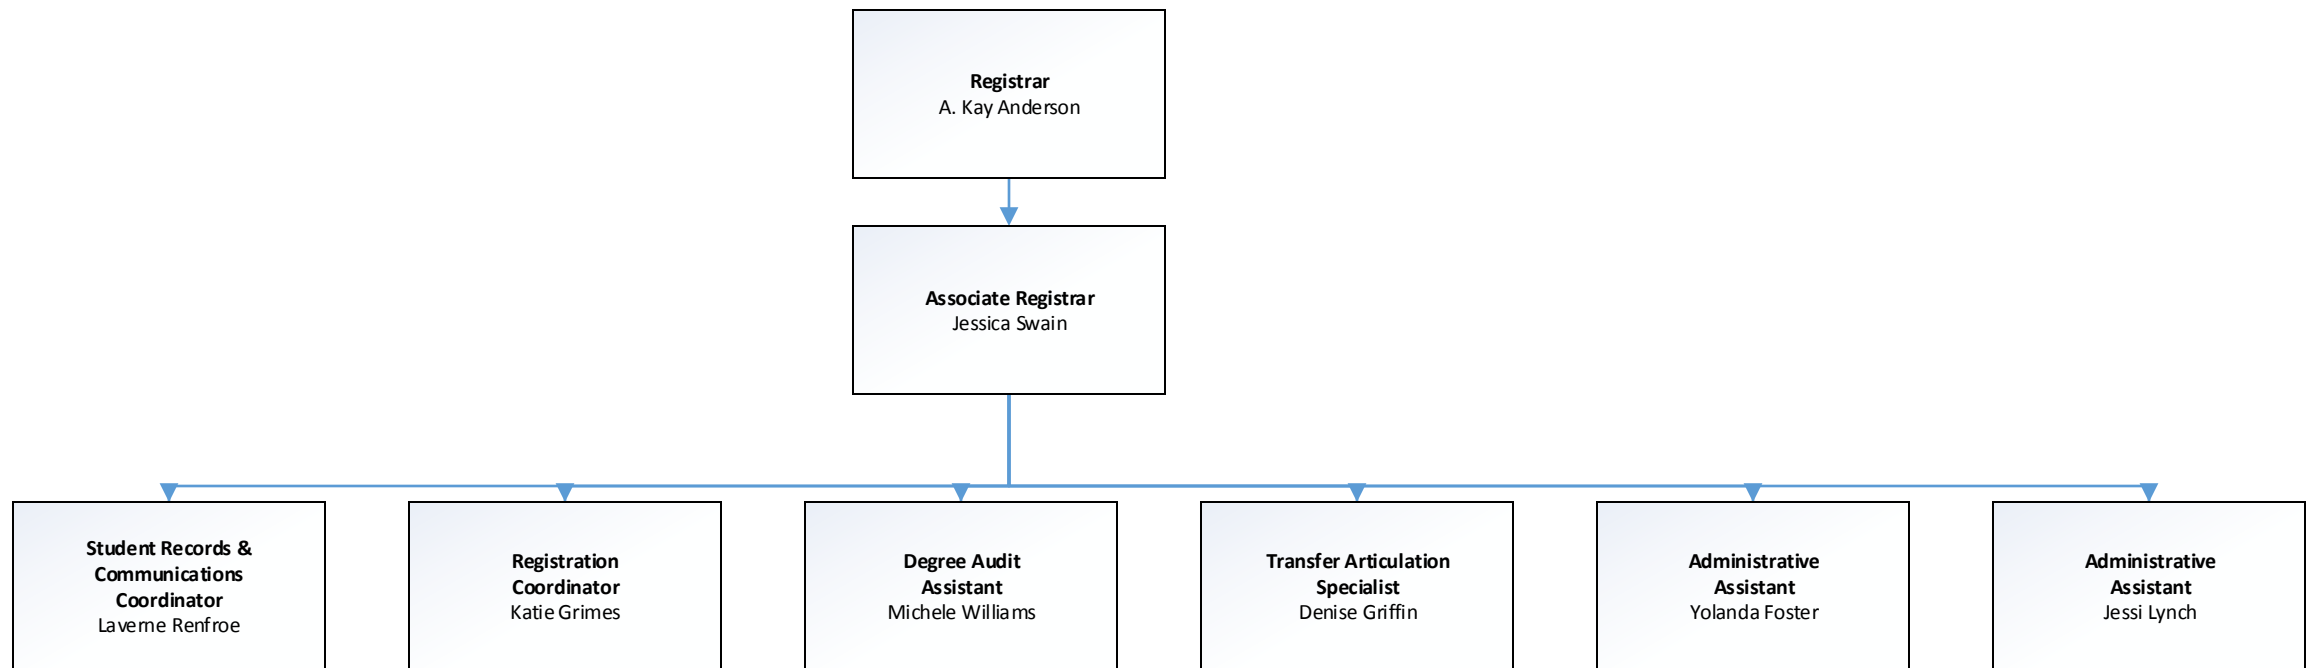 Registrar
A. Kay Anderson
Associate Registrar
Jessica Swain
Student Records &
Communications
Coordinator
Laverne Renfroe
Registration
Coordinator
Katie Grimes
Degree Audit
Assistant
Michele Williams
Transfer Articulation
Specialist
Denise Griffin
Administrative
Assistant
Yolanda Foster
Administrative
Assistant
Jessi Lynch